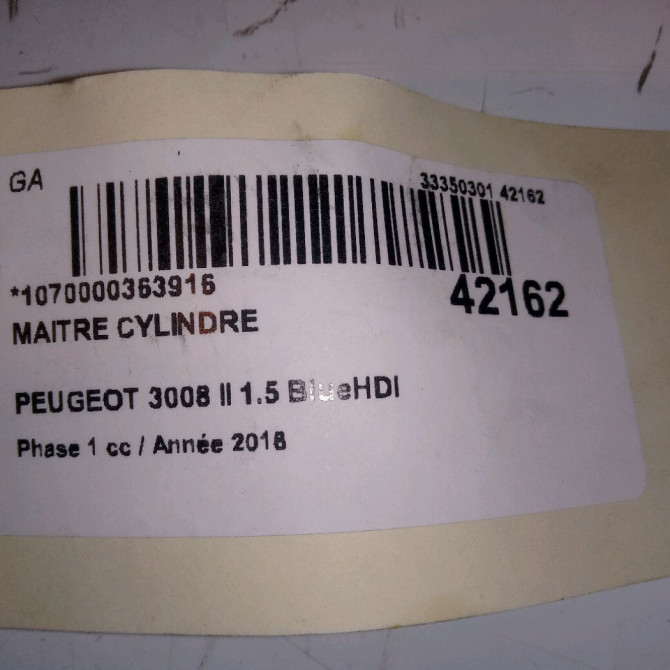 GA
33350301 42162
*1070000363916
42162
MAITRE CYLINDRE
PEUGEOT 3008 II 1.5 BlueHDI
Phase 1 cc / Année 2018